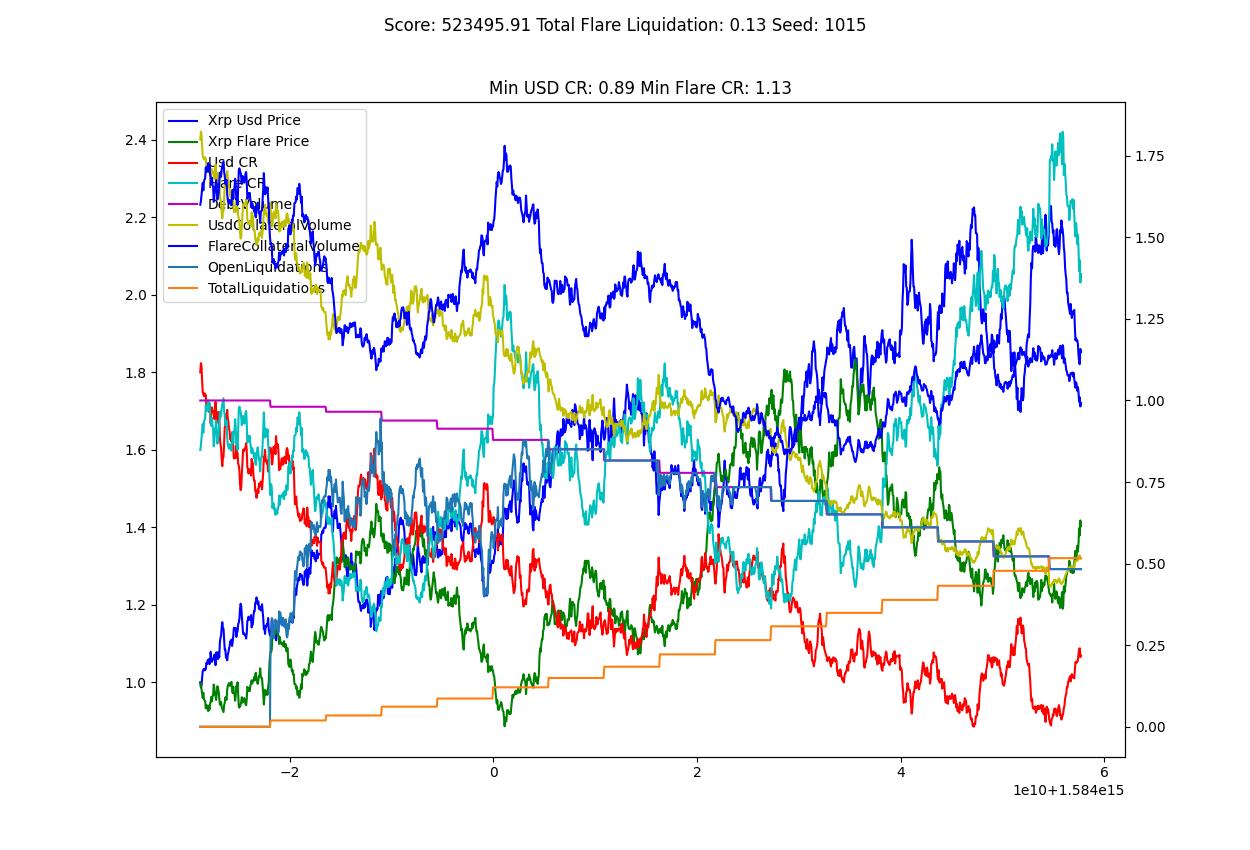 Score: 523495.91 Total Flare Liquidation: 0.13 Seed: 1015
Min USD CR: 0.89 Min Flare CR: 1.13
Xrp Usd Price
Xrp Flare Price
Usd CR
Flare CR
DebtVolume
UsdCollateralVolume
FlareCollateralVolume
OpenLiquidations
TotalLiquidations
2.4
2.2
2.0
1.8
1.6
1.4
1.2
1.0
1.75
1.50
1.25
1.00
0.75
0.50
0.25
0.00
−2
0
2
4
6
1e10+1.584e15